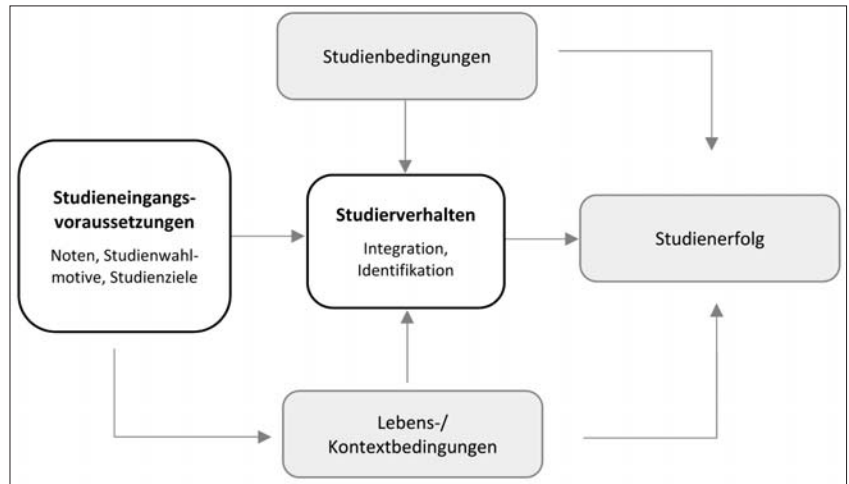 Studienbedingungen
Studieneingangs-
voraussetzungen
Noten, Studienwahl-
motive, Studienziele
Studierverhalten
Integration,
Identifikation
Studienerfolg
Lebens-/
Kontextbedingungen